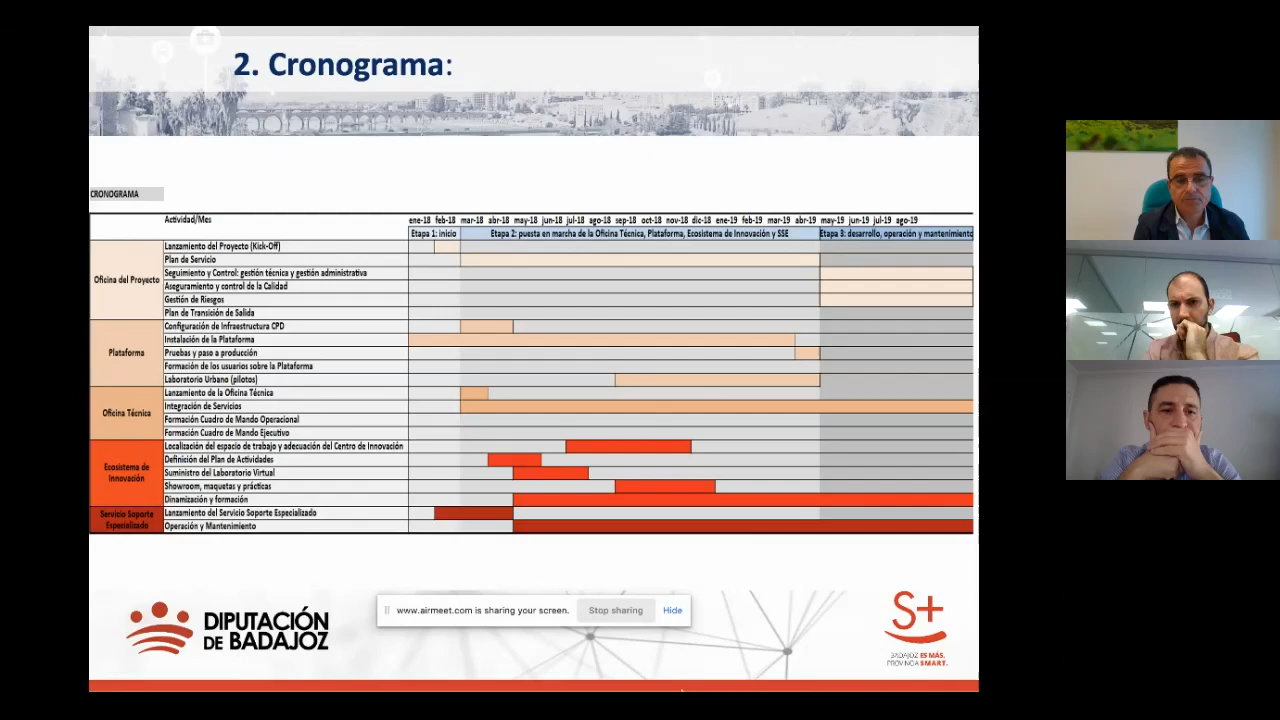 2. Cronograma:
CRONOGRAMA
Actividad/Mes ene-18 feb-18 mar-18 abr-18 may-18 jun-18 jul-18 ago-18 sep-18 oct-18 nov-18 dic-18 ene-19 feb-19 mar-19 abr-19 may-19 jun-19 jul-19 ago-19
Etapa 1: inicio Etapa 2: puesta en marcha de la Oficina Técnica, Plataforma, Ecosistema de Innovación y SSE Etapa 3: desarrollo, operación y mantenimiento
Oficina del Proyecto
Lanzamiento del Proyecto (Kick-Off)
Plan de Servicio
Seguimiento y Control: gestión técnica y gestión administrativa
Aseguramiento y control de la Calidad
Gestión de Riesgos
Plan de Transición de Salida
Plataforma
Configuración de Infraestructura CPD
Instalación de la Plataforma
Pruebas y paso a producción
Formación de los usuarios sobre la Plataforma
Laboratorio Urbano (pilotos)
Oficina Técnica
Lanzamiento de la Oficina Técnica
Integración de Servicios
Formación Cuadro de Mando Operacional
Formación Cuadro de Mando Ejecutivo
Ecosistema de
Innovación
Localización del espacio de trabajo y adecuación del Centro de Innovación
Definición del Plan de Actividades
Suministro del Laboratorio Virtual
Showroom, maquetas y prácticas
Dinamización y formación
Servicio Soporte
Especializado
Lanzamiento del Servicio Soporte Especializado
Operación y Mantenimiento
DIPUTACIÓN
DE BADAJOZ
www.airmeet.com is sharing your screen. Stop sharing Hide
S+
BADAJOZ ES MÁS.
PROVINCIA SMART.